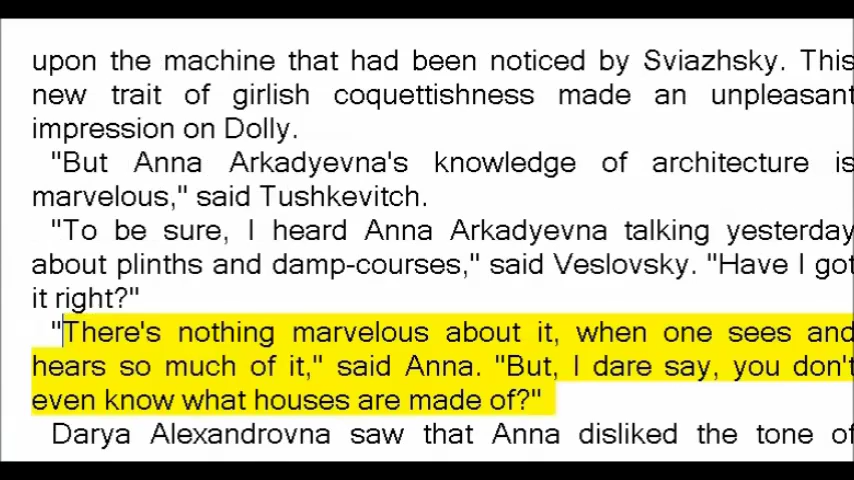 upon the machine that had been noticed by Sviazhsky. This
new trait of girlish coquettishness made an unpleasant
impression on Dolly.
"But Anna Arkadyevna's knowledge of architecture is
marvelous," said Tushkevitch.
"To be sure, I heard Anna Arkadyevna talking yesterday
about plinths and damp-courses," said Veslovsky. "Have I got
it right?"
"There's nothing marvelous about it, when one sees and
hears so much of it," said Anna. "But, I dare say, you don't
even know what houses are made of?"
Darya Alexandrovna saw that Anna disliked the tone of